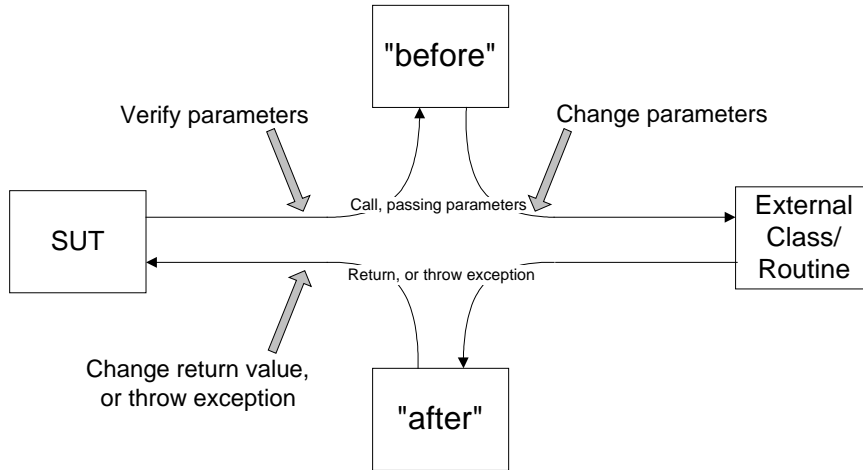 "before"
Verify parameters
Change parameters
Call, passing parameters
SUT
External
Class/
Routine
Return, or throw exception
Change return value,
or throw exception
"after"